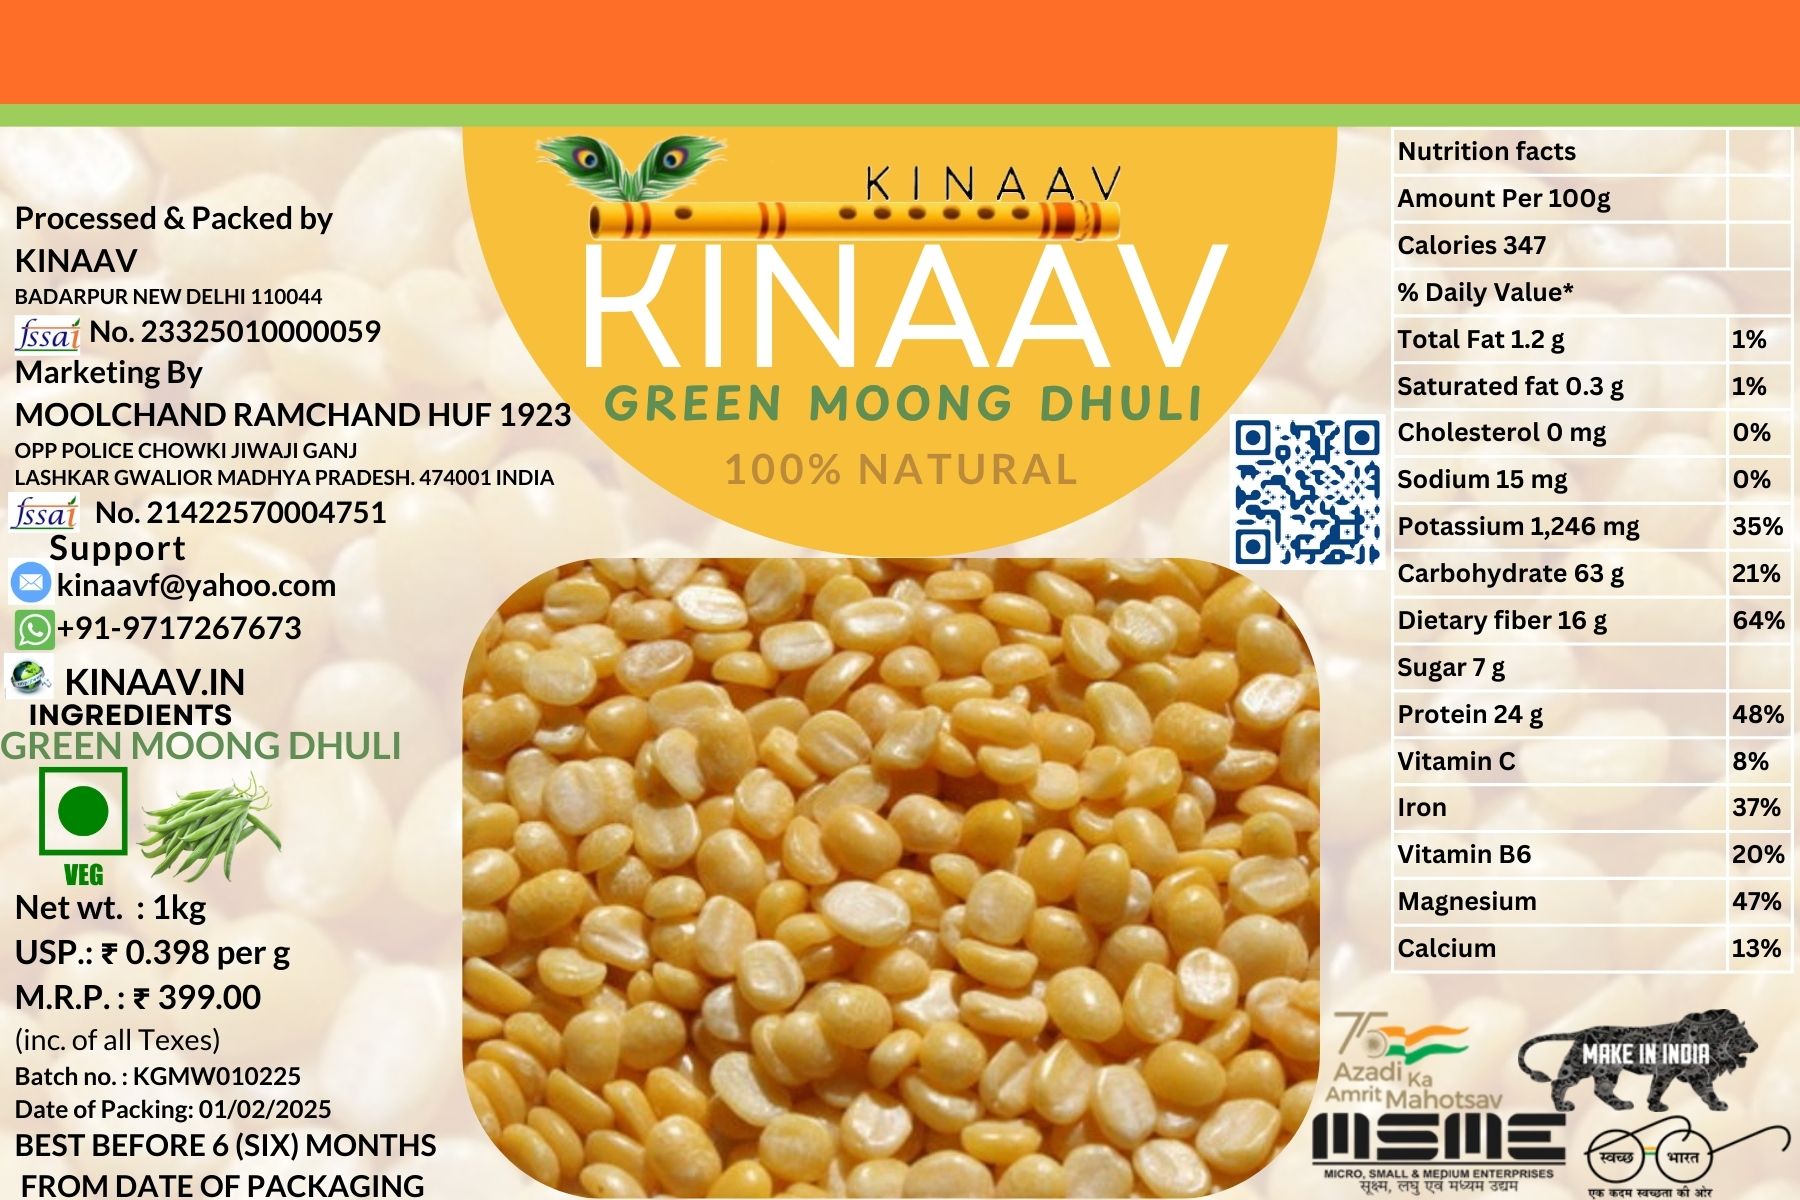 KINAAV
KINAAV
GREEN MOONG DHULI
100% NATURAL
Processed & Packed by
KINAAV
BADARPUR NEW DELHI 110044
fssai No. 23325010000059
Marketing By
MOOLCHAND RAMCHAND HUF 1923
OPP POLICE CHOWKI JIWAJI GANJ
LASHKAR GWALIOR MADHYA PRADESH. 474001 INDIA
fssai No. 21422570004751
Support
kinaavf@yahoo.com
+91-9717267673
KINAAV.IN
INGREDIENTS
GREEN MOONG DHULI
VEG
Net wt. : 1kg
USP.: ₹ 0.398 per g
M.R.P. : ₹ 399.00
(inc. of all Texes)
Batch no. : KGMW010225
Date of Packing: 01/02/2025
BEST BEFORE 6 (SIX) MONTHS
FROM DATE OF PACKAGING
Nutrition facts
Amount Per 100g
Calories 347
% Daily Value*
Total Fat 1.2 g 1%
Saturated fat 0.3 g 1%
Cholesterol 0 mg 0%
Sodium 15 mg 0%
Potassium 1,246 mg 35%
Carbohydrate 63 g 21%
Dietary fiber 16 g 64%
Sugar 7 g
Protein 24 g 48%
Vitamin C 8%
Iron 37%
Vitamin B6 20%
Magnesium 47%
Calcium 13%
75
Azadi Ka
Amrit Mahotsav
MAKE IN INDIA
MSME
MICRO, SMALL & MEDIUM ENTERPRISES
सूक्ष्म, लघु एवं मध्यम उद्यम
स्वच्छ भारत
एक कदम स्वच्छता की ओर